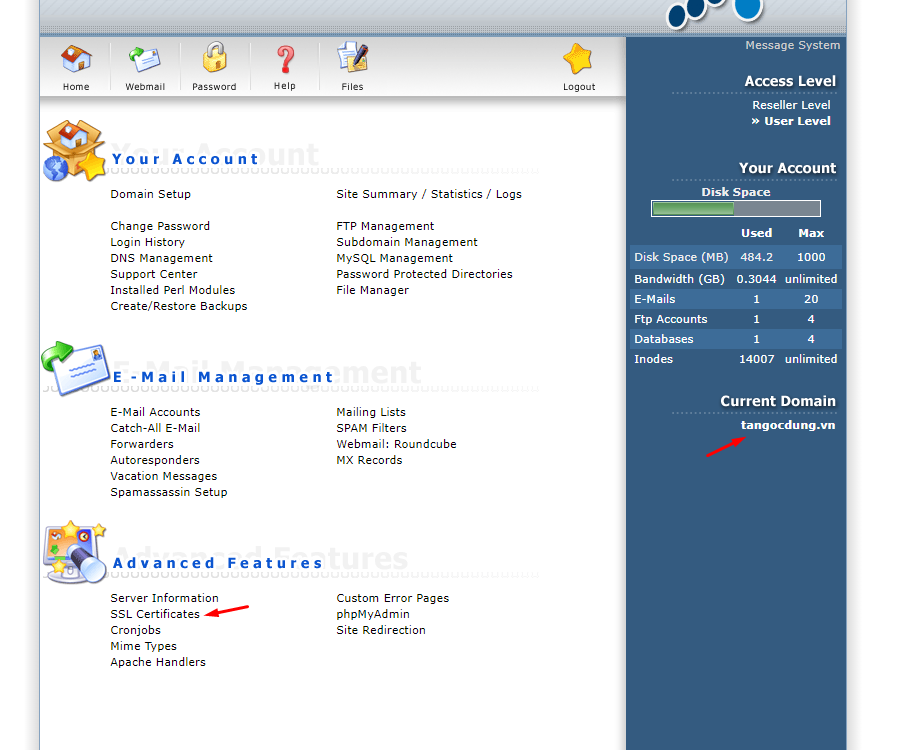 Message System
Home Webmail Password Help Files Logout
Your Account
Domain Setup Site Summary / Statistics / Logs
Change Password FTP Management
Login History Subdomain Management
DNS Management MySQL Management
Support Center Password Protected Directories
Installed Perl Modules File Manager
Create/Restore Backups
E-Mail Management
E-Mail Accounts Mailing Lists
Catch-All E-Mail SPAM Filters
Forwarders Webmail: Roundcube
Autoresponders MX Records
Vacation Messages
Spamassassin Setup
Advanced Features
Server Information Custom Error Pages
SSL Certificates phpMyAdmin
Cronjobs Site Redirection
Mime Types
Apache Handlers
Access Level
Reseller Level
» User Level
Your Account
Disk Space
Used Max
Disk Space (MB) 484.2 1000
Bandwidth (GB) 0.3044 unlimited
E-Mails 1 20
Ftp Accounts 1 4
Databases 1 4
Inodes 14007 unlimited
Current Domain
tangocdung.vn